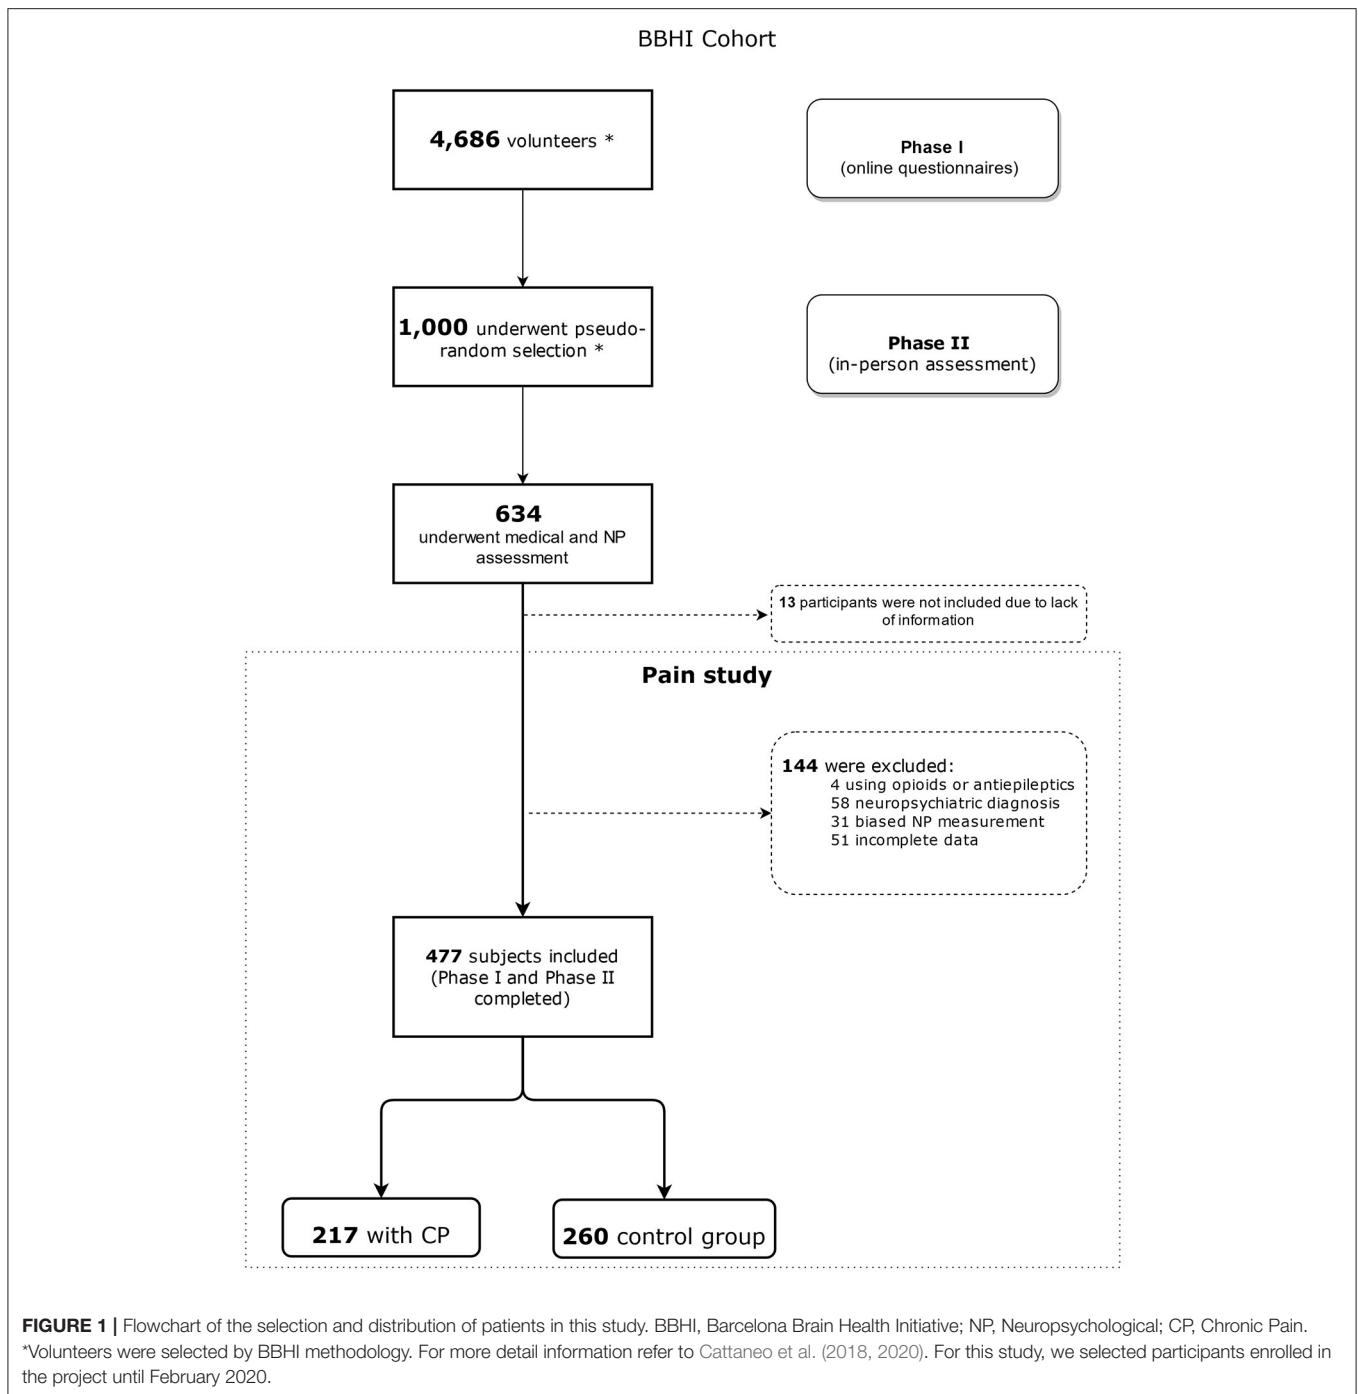 BBHI Cohort
4,686 volunteers *
Phase I
(online questionnaires)
1,000 underwent pseudo-
random selection *
Phase II
(in-person assessment)
634
underwent medical and NP
assessment
13 participants were not included due to lack
of information
Pain study
144 were excluded:
4 using opioids or antiepileptics
58 neuropsychiatric diagnosis
31 biased NP measurement
51 incomplete data
477 subjects included
(Phase I and Phase II
completed)
217 with CP
260 control group
FIGURE 1 | Flowchart of the selection and distribution of patients in this study. BBHI, Barcelona Brain Health Initiative; NP, Neuropsychological; CP, Chronic Pain.
*Volunteers were selected by BBHI methodology. For more detail information refer to Cattaneo et al. (2018, 2020). For this study, we selected participants enrolled in
the project until February 2020.